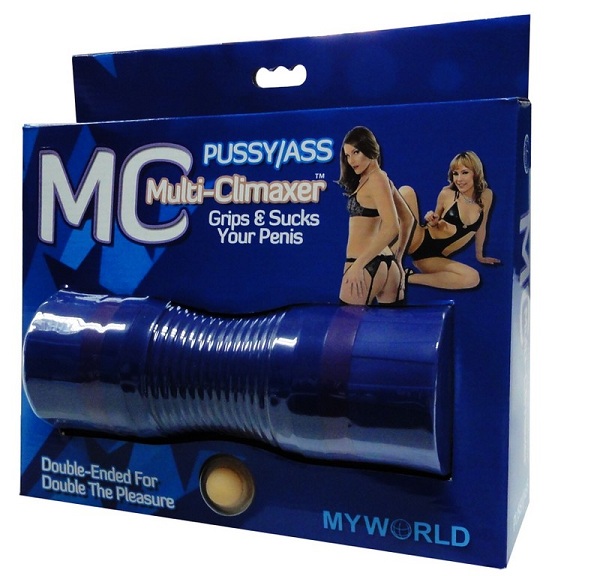 PUSSY/ASS
MC
Multi-Climaxer™
Grips & Sucks
Your Penis
Double-Ended For
Double The Pleasure
MYWORLD